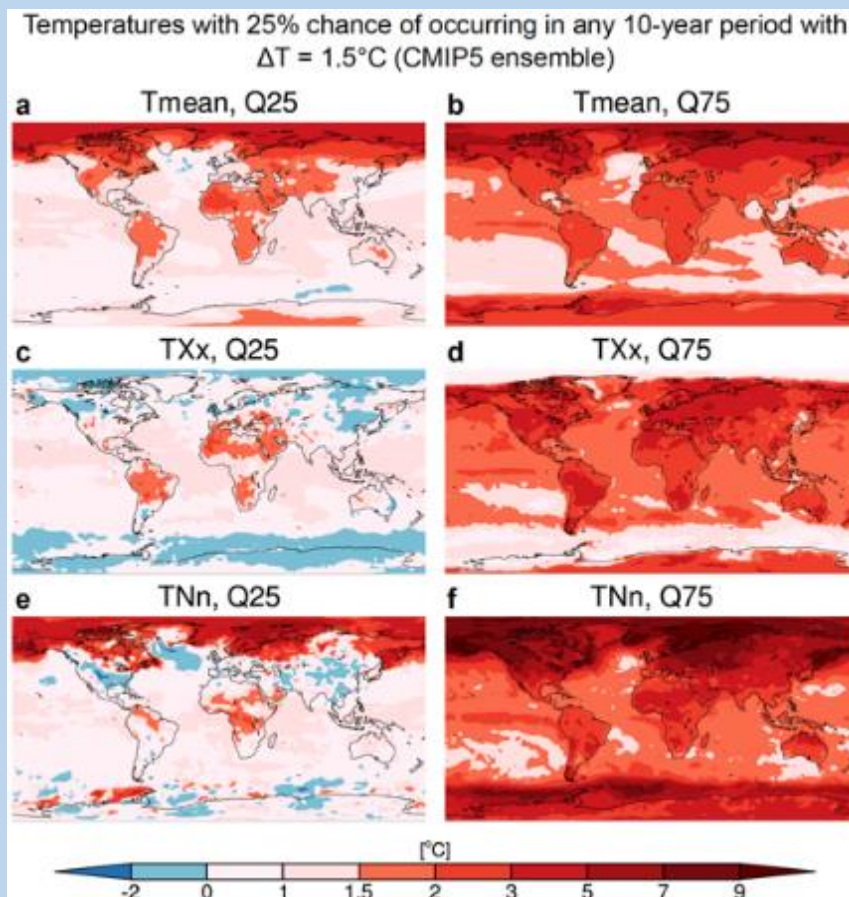 Temperatures with 25% chance of occurring in any 10-year period with
ΔT = 1.5°C (CMIP5 ensemble)
a Tmean, Q25
b Tmean, Q75
c TXx, Q25
d TXx, Q75
e TNn, Q25
f TNn, Q75
[°C]
-2 0 1 1.5 2 3 5 7 9